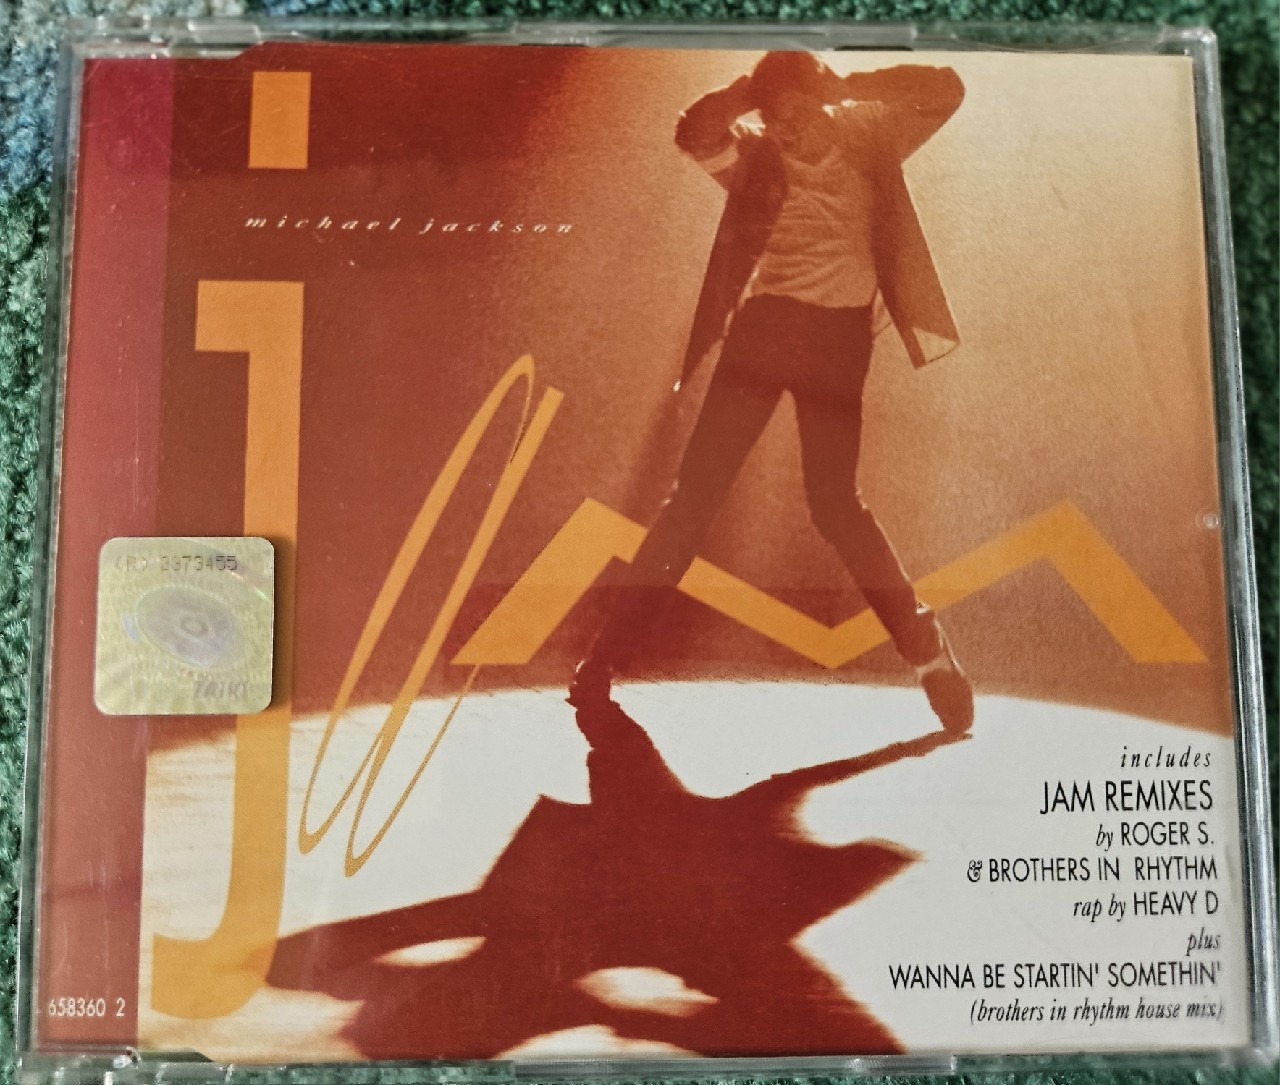 michael jackson
jam
includes
JAM REMIXES
by ROGER S.
& BROTHERS IN RHYTHM
rap by HEAVY D
plus
WANNA BE STARTIN' SOMETHIN'
(brothers in rhythm house mix)
658360 2